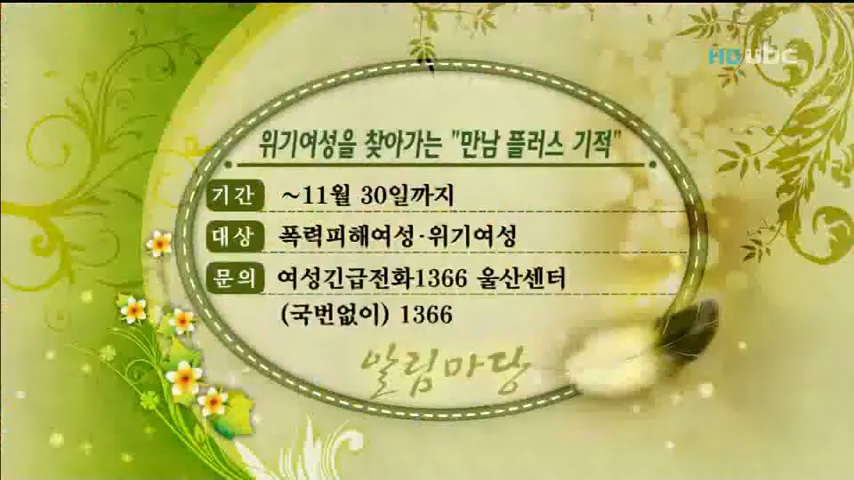 HD ubc
위기여성을 찾아가는 "만남 플러스 기적"
기간 ~11월 30일까지
대상 폭력피해여성·위기여성
문의 여성긴급전화1366 울산센터
(국번없이) 1366
알림마당